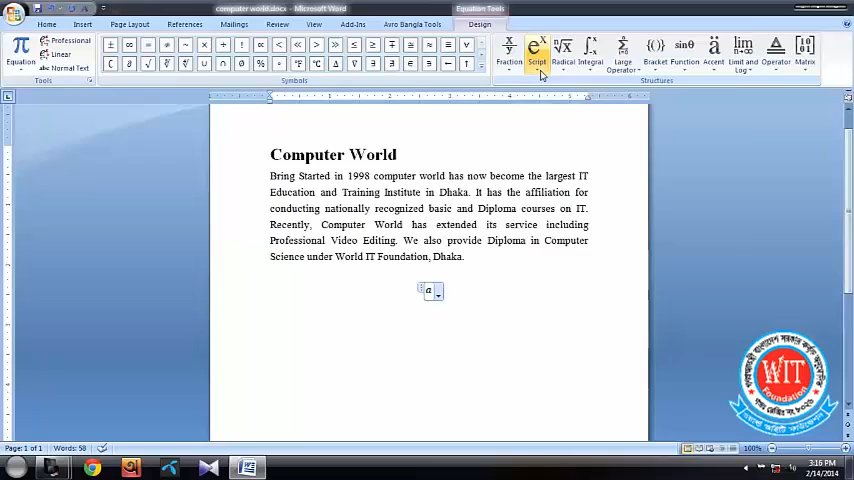 computer world.docx - Microsoft Word
Equation Tools
Home Insert Page Layout References Mailings Review View Add-Ins Avro Bangla Tools Design
π Equation
Professional
Linear
abc Normal Text
Tools
± ∞ = ≠ ~ × ÷ ! ∝ < ≪ > ≫ ≤ ≥ ∓ ≅ ≈ ≡ ∀
∁ ∂ √ ∛ ∜ ∪ ∩ ∅ % ° ℉ ℃ ∆ ∇ ∃ ∄ ∈ ∋ ← ↑
Symbols
Fraction Script Radical Integral Large Operator Bracket Function Accent Limit and Log Operator Matrix
Structures
Computer World
Bring Started in 1998 computer world has now become the largest IT
Education and Training Institute in Dhaka. It has the affiliation for
conducting nationally recognized basic and Diploma courses on IT.
Recently, Computer World has extended its service including
Professional Video Editing. We also provide Diploma in Computer
Science under World IT Foundation, Dhaka.
a
WIT
Foundation
Page: 1 of 1 Words: 58
100%
3:16 PM
2/14/2014